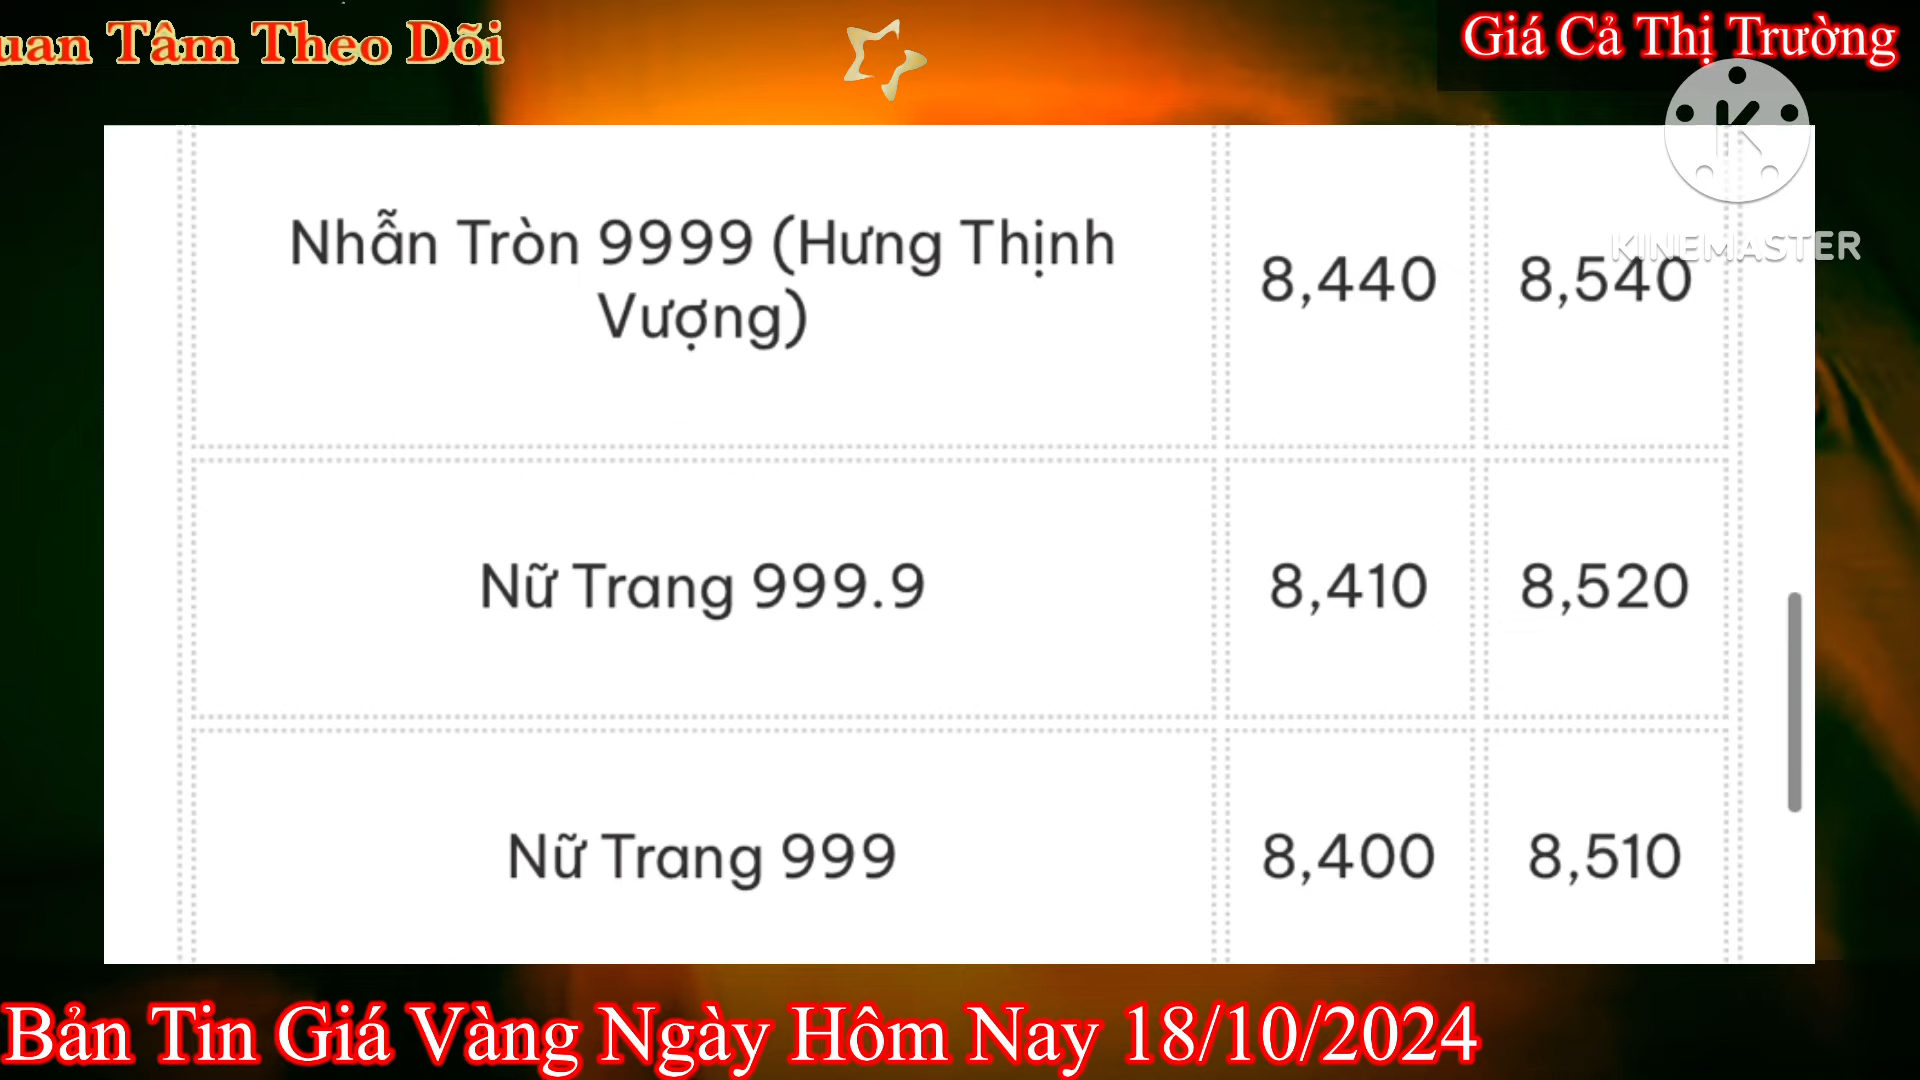 Tâm Theo Dõi
Giá Cả Thị Trường
KINEMASTER
Nhẫn Tròn 9999 (Hưng Thịnh
Vượng)
8,440
8,540
Nữ Trang 999.9
8,410
8,520
Nữ Trang 999
8,400
8,510
Bản Tin Giá Vàng Ngày Hôm Nay 18/10/2024